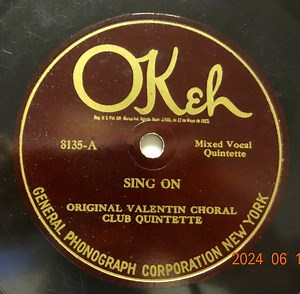 OKeh
8135-A
Mixed Vocal
Quintette
SING ON
ORIGINAL VALENTIN CHORAL
CLUB QUINTETTE
GENERAL PHONOGRAPH CORPORATION NEW YORK
2024 06 1